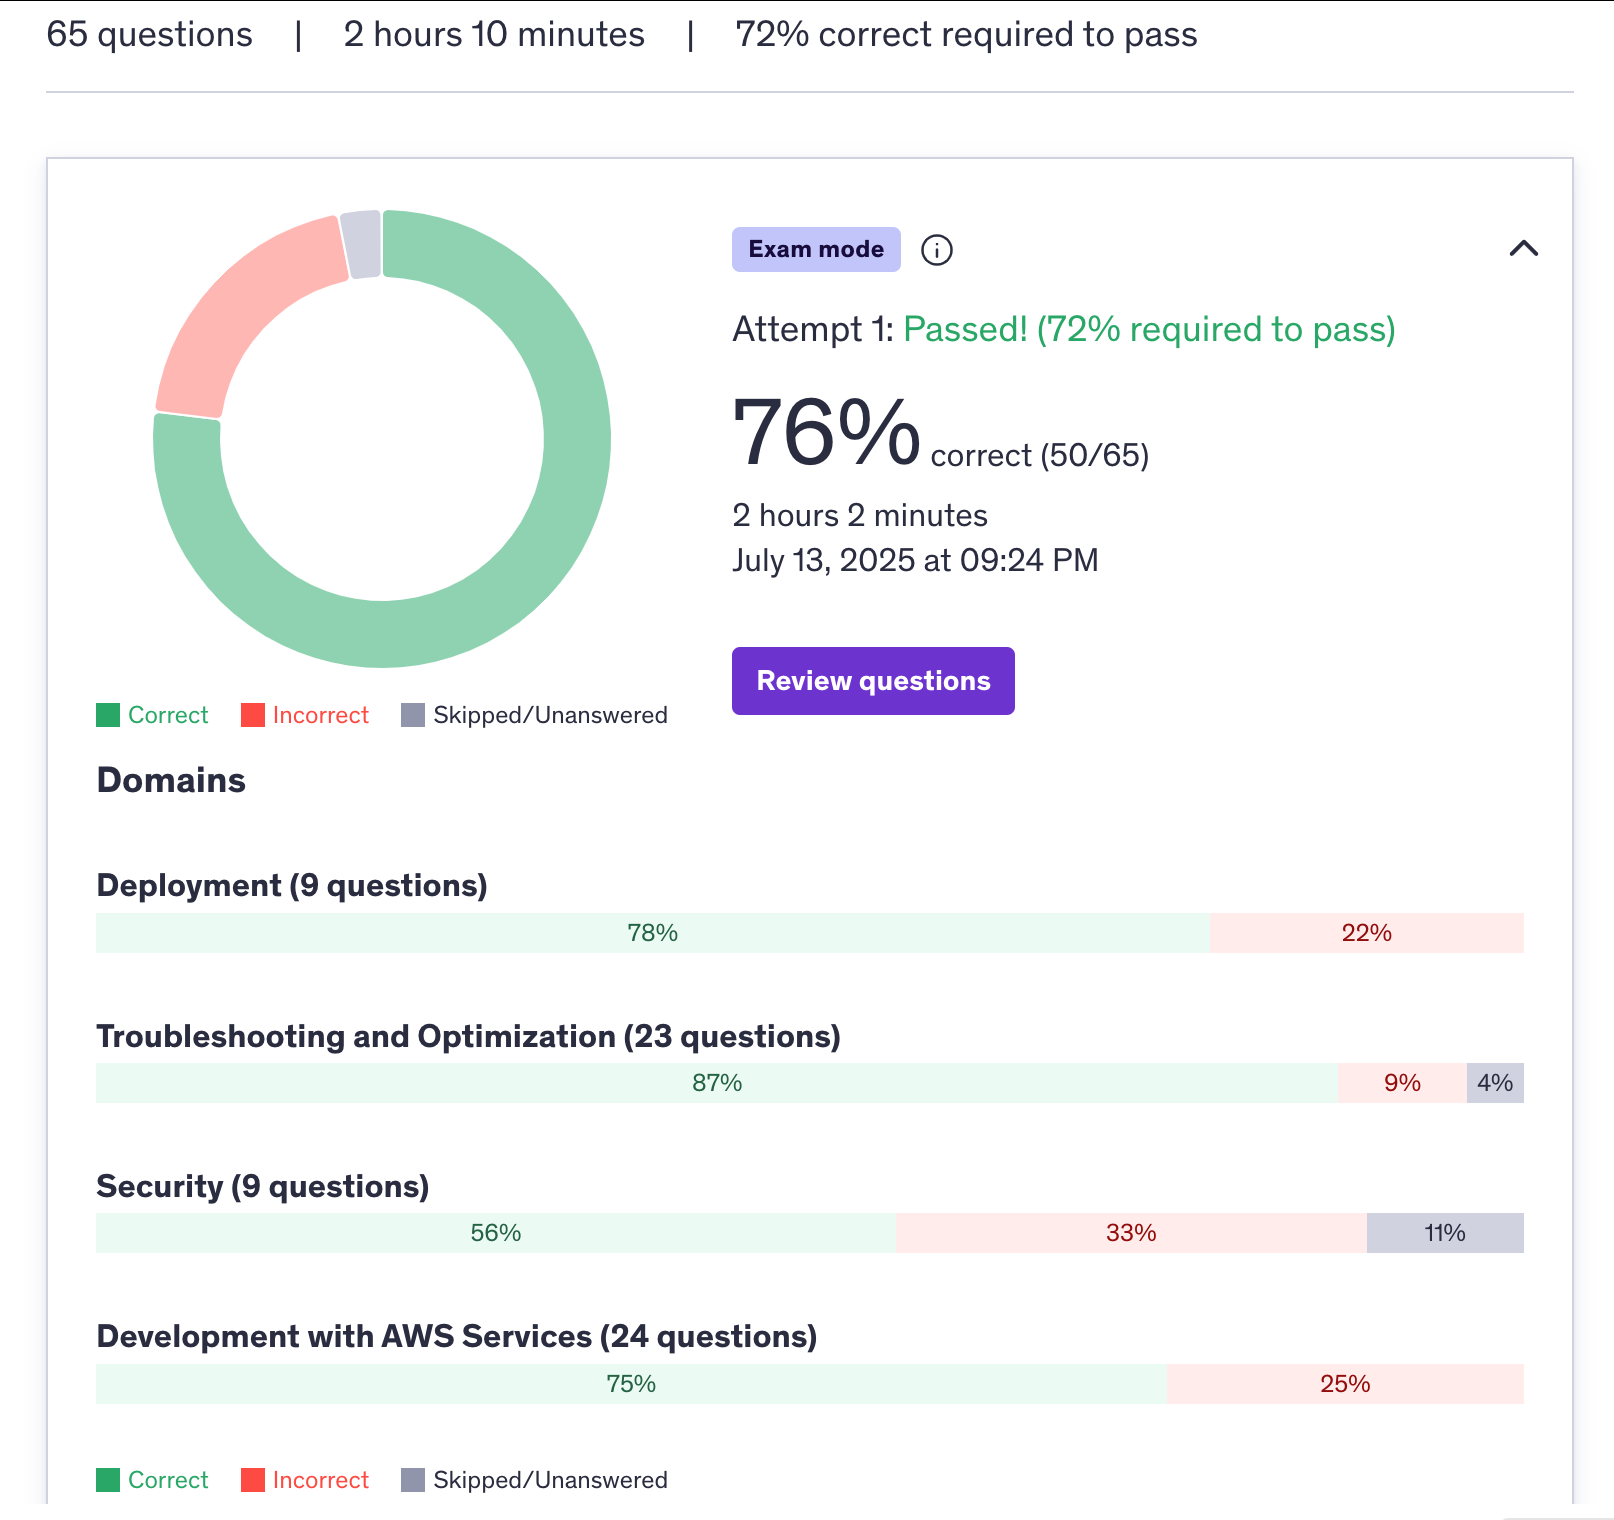 65 questions | 2 hours 10 minutes | 72% correct required to pass
Exam mode
Attempt 1: Passed! (72% required to pass)
76% correct (50/65)
2 hours 2 minutes
July 13, 2025 at 09:24 PM
Review questions
Correct Incorrect Skipped/Unanswered
Domains
Deployment (9 questions)
78% 22%
Troubleshooting and Optimization (23 questions)
87% 9% 4%
Security (9 questions)
56% 33% 11%
Development with AWS Services (24 questions)
75% 25%
Correct Incorrect Skipped/Unanswered